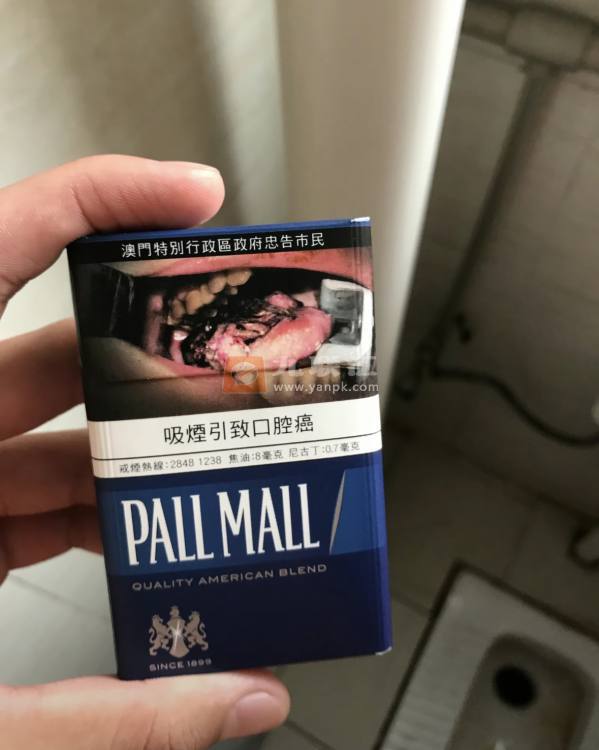 澳門特別行政區政府忠告市民
www.yanpk.com
吸煙引致口腔癌
戒煙熱線:2848 1238 焦油:8毫克 尼古丁:0.7毫克
PALL MALL
QUALITY AMERICAN BLEND
SINCE 1899